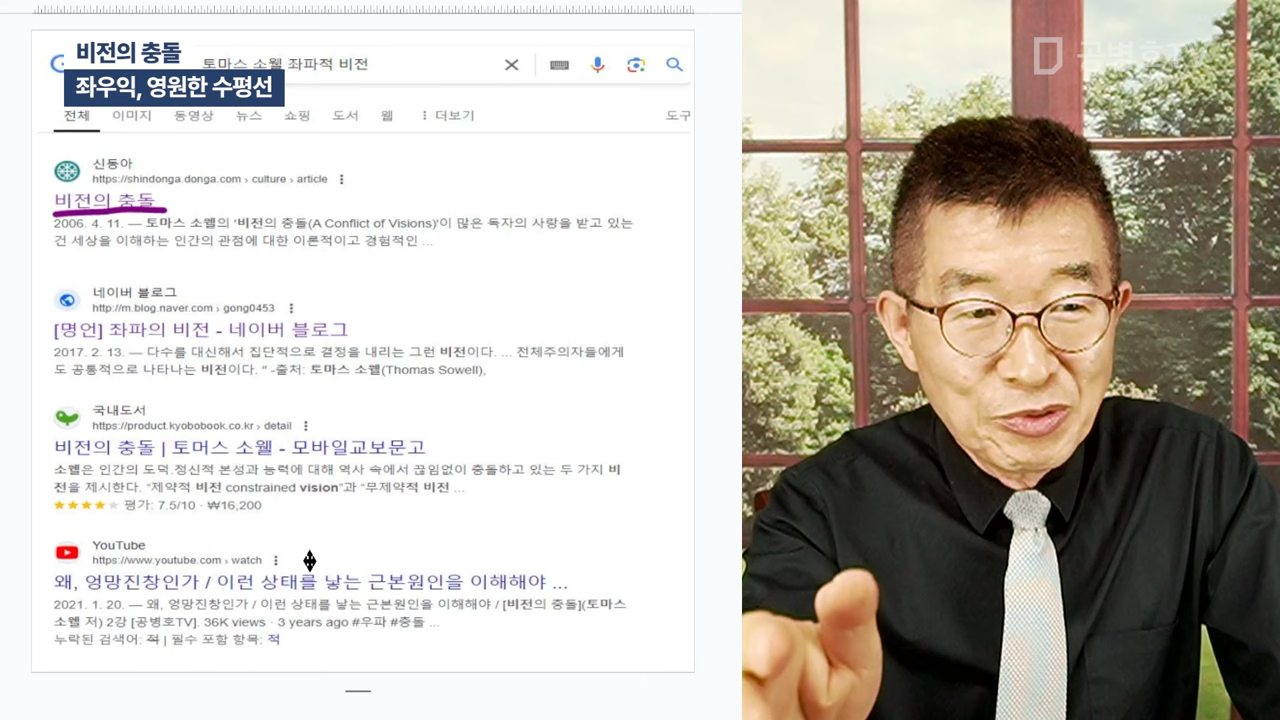 비전의 충돌
토마스 소웰 좌파적 비전
좌우익, 영원한 수평선
전체 이미지 동영상 뉴스 쇼핑 도서 웹 더보기 도구
신동아
https://shindonga.donga.com › culture › article
비전의 충돌
2006. 4. 11. — 토마스 소웰의 '비전의 충돌(A Conflict of Visions)'이 많은 독자의 사랑을 받고 있는
건 세상을 이해하는 인간의 관점에 대한 이론적이고 경험적인 ...
네이버 블로그
http://m.blog.naver.com › gong0453
[명언] 좌파의 비전 - 네이버 블로그
2017. 2. 13. — 다수를 대신해서 집단적으로 결정을 내리는 그런 비전이다. ... 전체주의자들에게
도 공통적으로 나타나는 비전이다. " -출처: 토마스 소웰(Thomas Sowell),
국내도서
https://product.kyobobook.co.kr › detail
비전의 충돌 | 토머스 소웰 - 모바일교보문고
소웰은 인간의 도덕.정신적 본성과 능력에 대해 역사 속에서 끊임없이 충돌하고 있는 두 가지 비
전을 제시한다. “제약적 비전 constrained vision”과 “무제약적 비전 ...
평가: 7.5/10 · ₩16,200
YouTube
https://www.youtube.com › watch
왜, 엉망진창인가 / 이런 상태를 낳는 근본원인을 이해해야 ...
2021. 1. 20. — 왜, 엉망진창인가 / 이런 상태를 낳는 근본원인을 이해해야 / [비전의 충돌](토마스
소웰 저) 2강 [공병호TV]. 36K views · 3 years ago #우파 #충돌 ...
누락된 검색어: 적 | 필수 포함 항목: 적
공병호TV